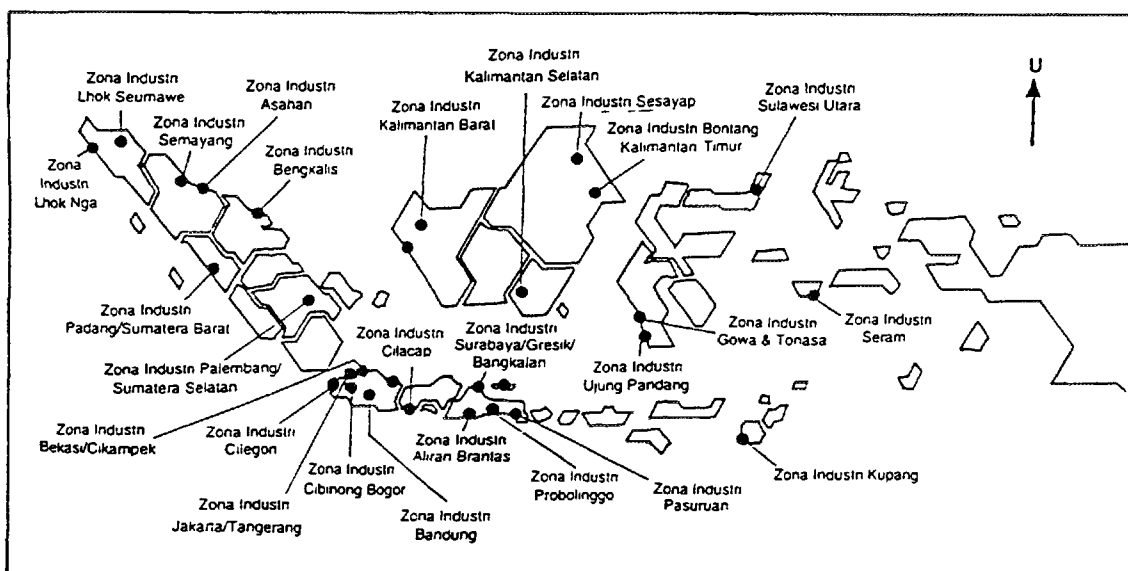 Zona Industri
Lhok Seumawe
Zona Industri
Asahan
Zona Industri
Semayang
Zona Industri
Bengkalis
Zona
Industri
Lhok Nga
Zona Industri
Kalimantan Selatan
Zona Industri
Kalimantan Barat
Zona Industri Sesayap
Zona Industri Bontang
Kalimantan Timur
Zona Industri
Sulawesi Utara
U
Zona Industri
Padang/Sumatera Barat
Zona Industri Palembang/
Sumatera Selatan
Zona Industri
Cilacap
Zona Industri
Surabaya/Gresik/
Bangkalan
Zona Industri
Ujung Pandang
Zona Industri
Gowa & Tonasa
Zona Industri
Seram
Zona Industri
Bekasi/Cikampek
Zona Industri
Cilegon
Zona Industri
Cibinong Bogor
Zona Industri
Jakarta/Tangerang
Zona Industri
Bandung
Zona Industri
Aliran Brantas
Zona Industri
Probolinggo
Zona Industri
Pasuruan
Zona Industri Kupang